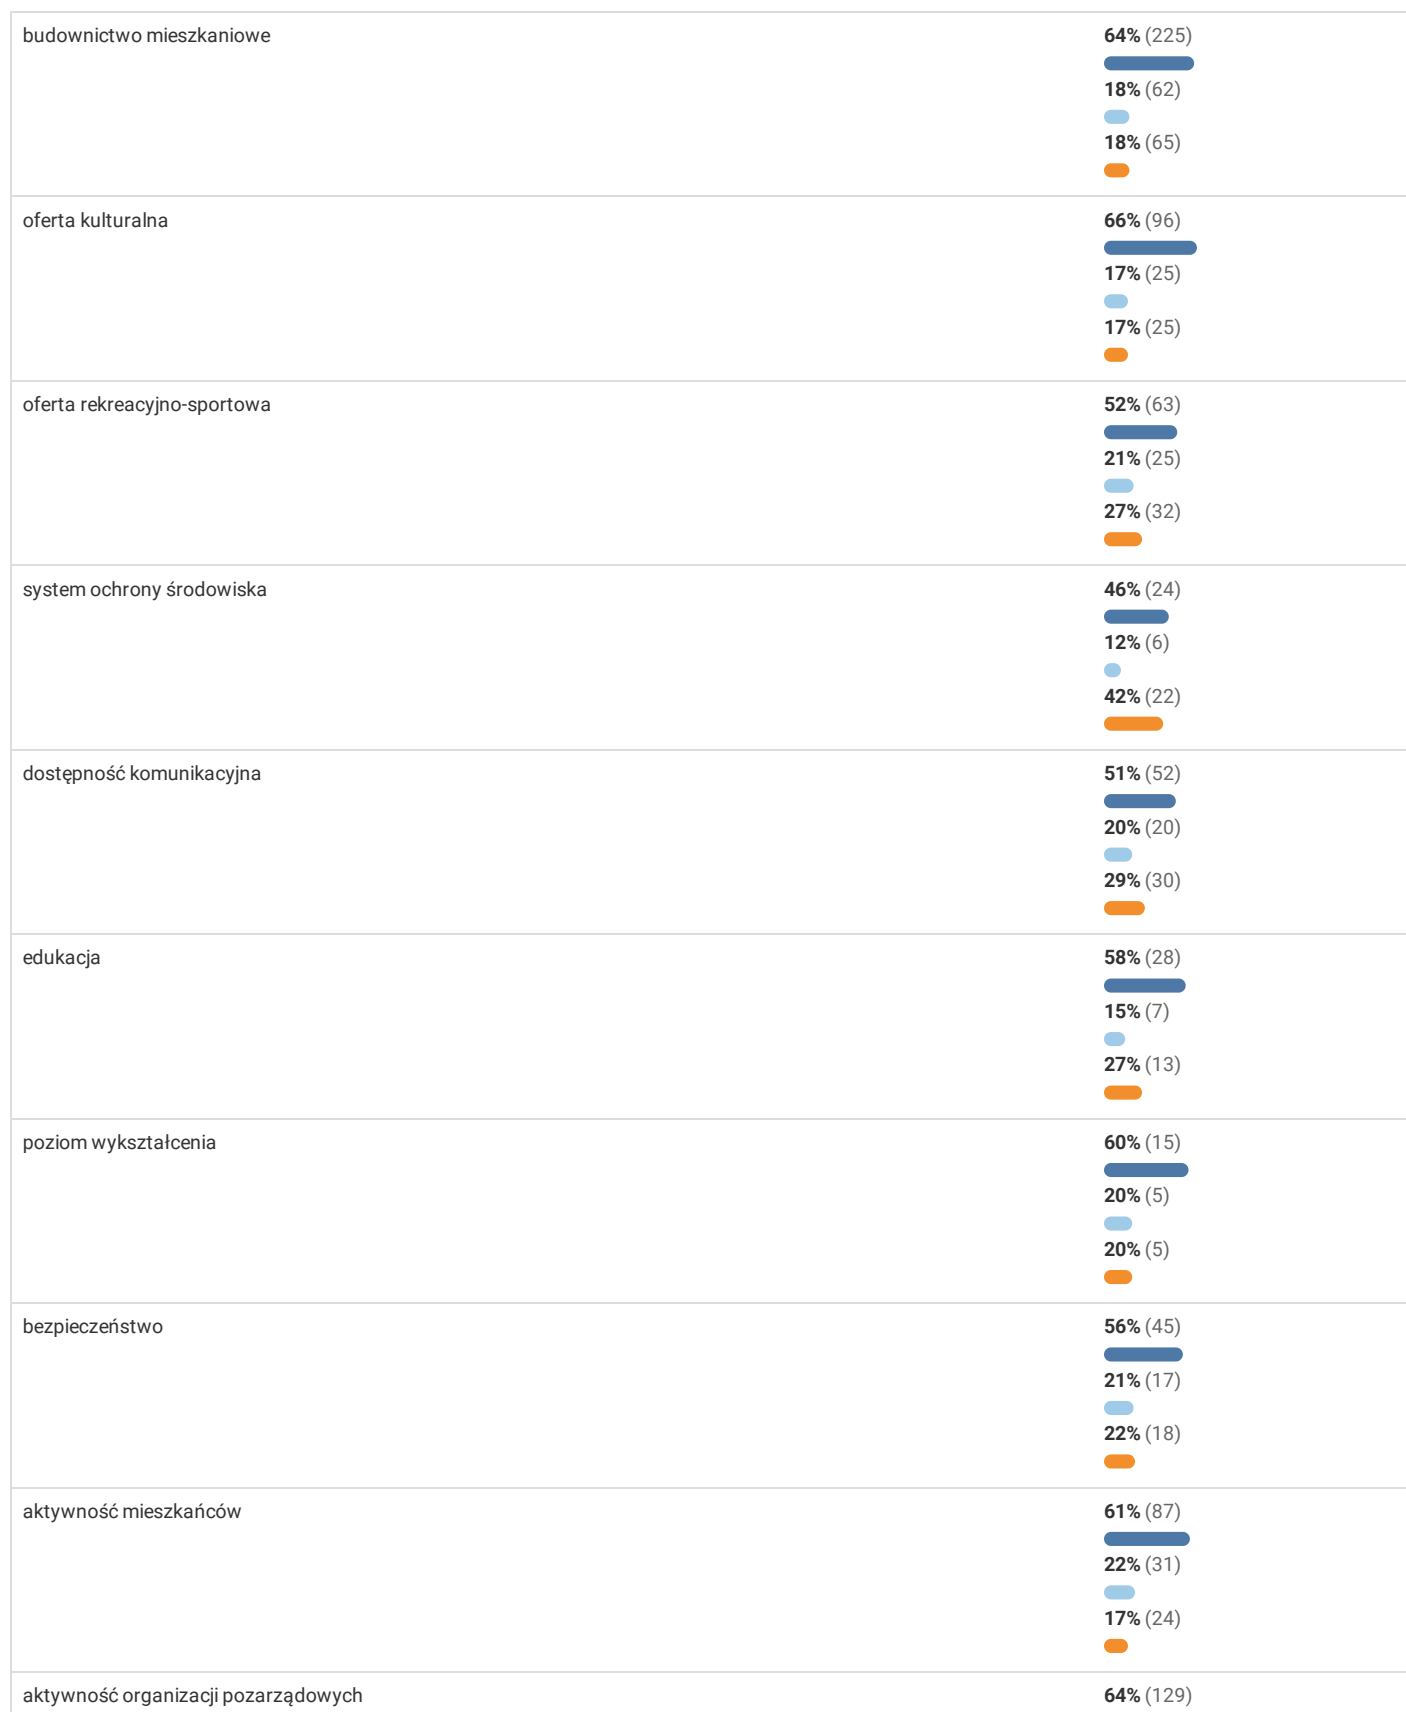 budownictwo mieszkaniowe
64% (225)
18% (62)
18% (65)
oferta kulturalna
66% (96)
17% (25)
17% (25)
oferta rekreacyjno-sportowa
52% (63)
21% (25)
27% (32)
system ochrony środowiska
46% (24)
12% (6)
42% (22)
dostępność komunikacyjna
51% (52)
20% (20)
29% (30)
edukacja
58% (28)
15% (7)
27% (13)
poziom wykształcenia
60% (15)
20% (5)
20% (5)
bezpieczeństwo
56% (45)
21% (17)
22% (18)
aktywność mieszkańców
61% (87)
22% (31)
17% (24)
aktywność organizacji pozarządowych
64% (129)